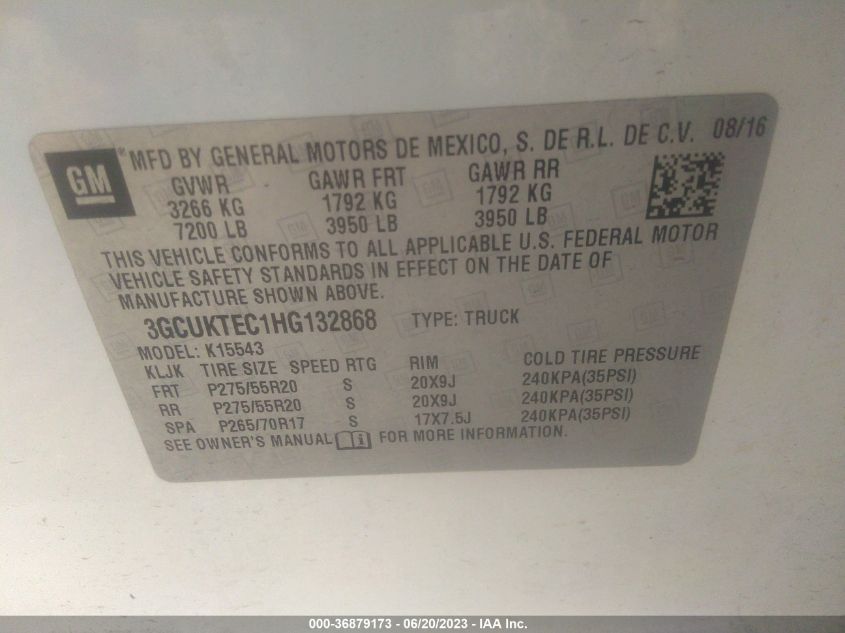 GM® MFD BY GENERAL MOTORS DE MEXICO, S. DE R.L. DE C.V. 08/16
GVWR GAWR FRT GAWR RR
3266 KG 1792 KG 1792 KG
7200 LB 3950 LB 3950 LB
THIS VEHICLE CONFORMS TO ALL APPLICABLE U.S. FEDERAL MOTOR
VEHICLE SAFETY STANDARDS IN EFFECT ON THE DATE OF
MANUFACTURE SHOWN ABOVE.
3GCUKTEC1HG132868 TYPE: TRUCK
MODEL: K15543
KLJK TIRE SIZE SPEED RTG RIM COLD TIRE PRESSURE
FRT P275/55R20 S 20X9J 240KPA(35PSI)
RR P275/55R20 S 20X9J 240KPA(35PSI)
SPA P265/70R17 S 17X7.5J 240KPA(35PSI)
SEE OWNER'S MANUAL i FOR MORE INFORMATION.
000-36879173 - 06/20/2023 - IAA Inc.